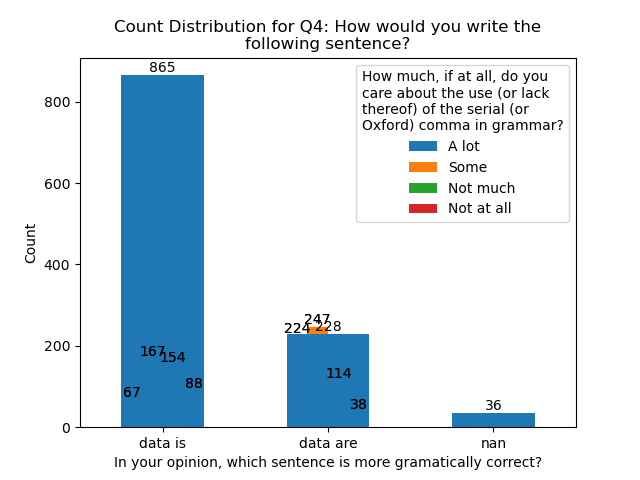 Count Distribution for Q4: How would you write the
following sentence?
How much, if at all, do you
care about the use (or lack
thereof) of the serial (or
Oxford) comma in grammar?
A lot
Some
Not much
Not at all
Count
800
600
400
200
0
865
167
154
67
88
247
224
228
114
38
36
data is
data are
nan
In your opinion, which sentence is more gramatically correct?